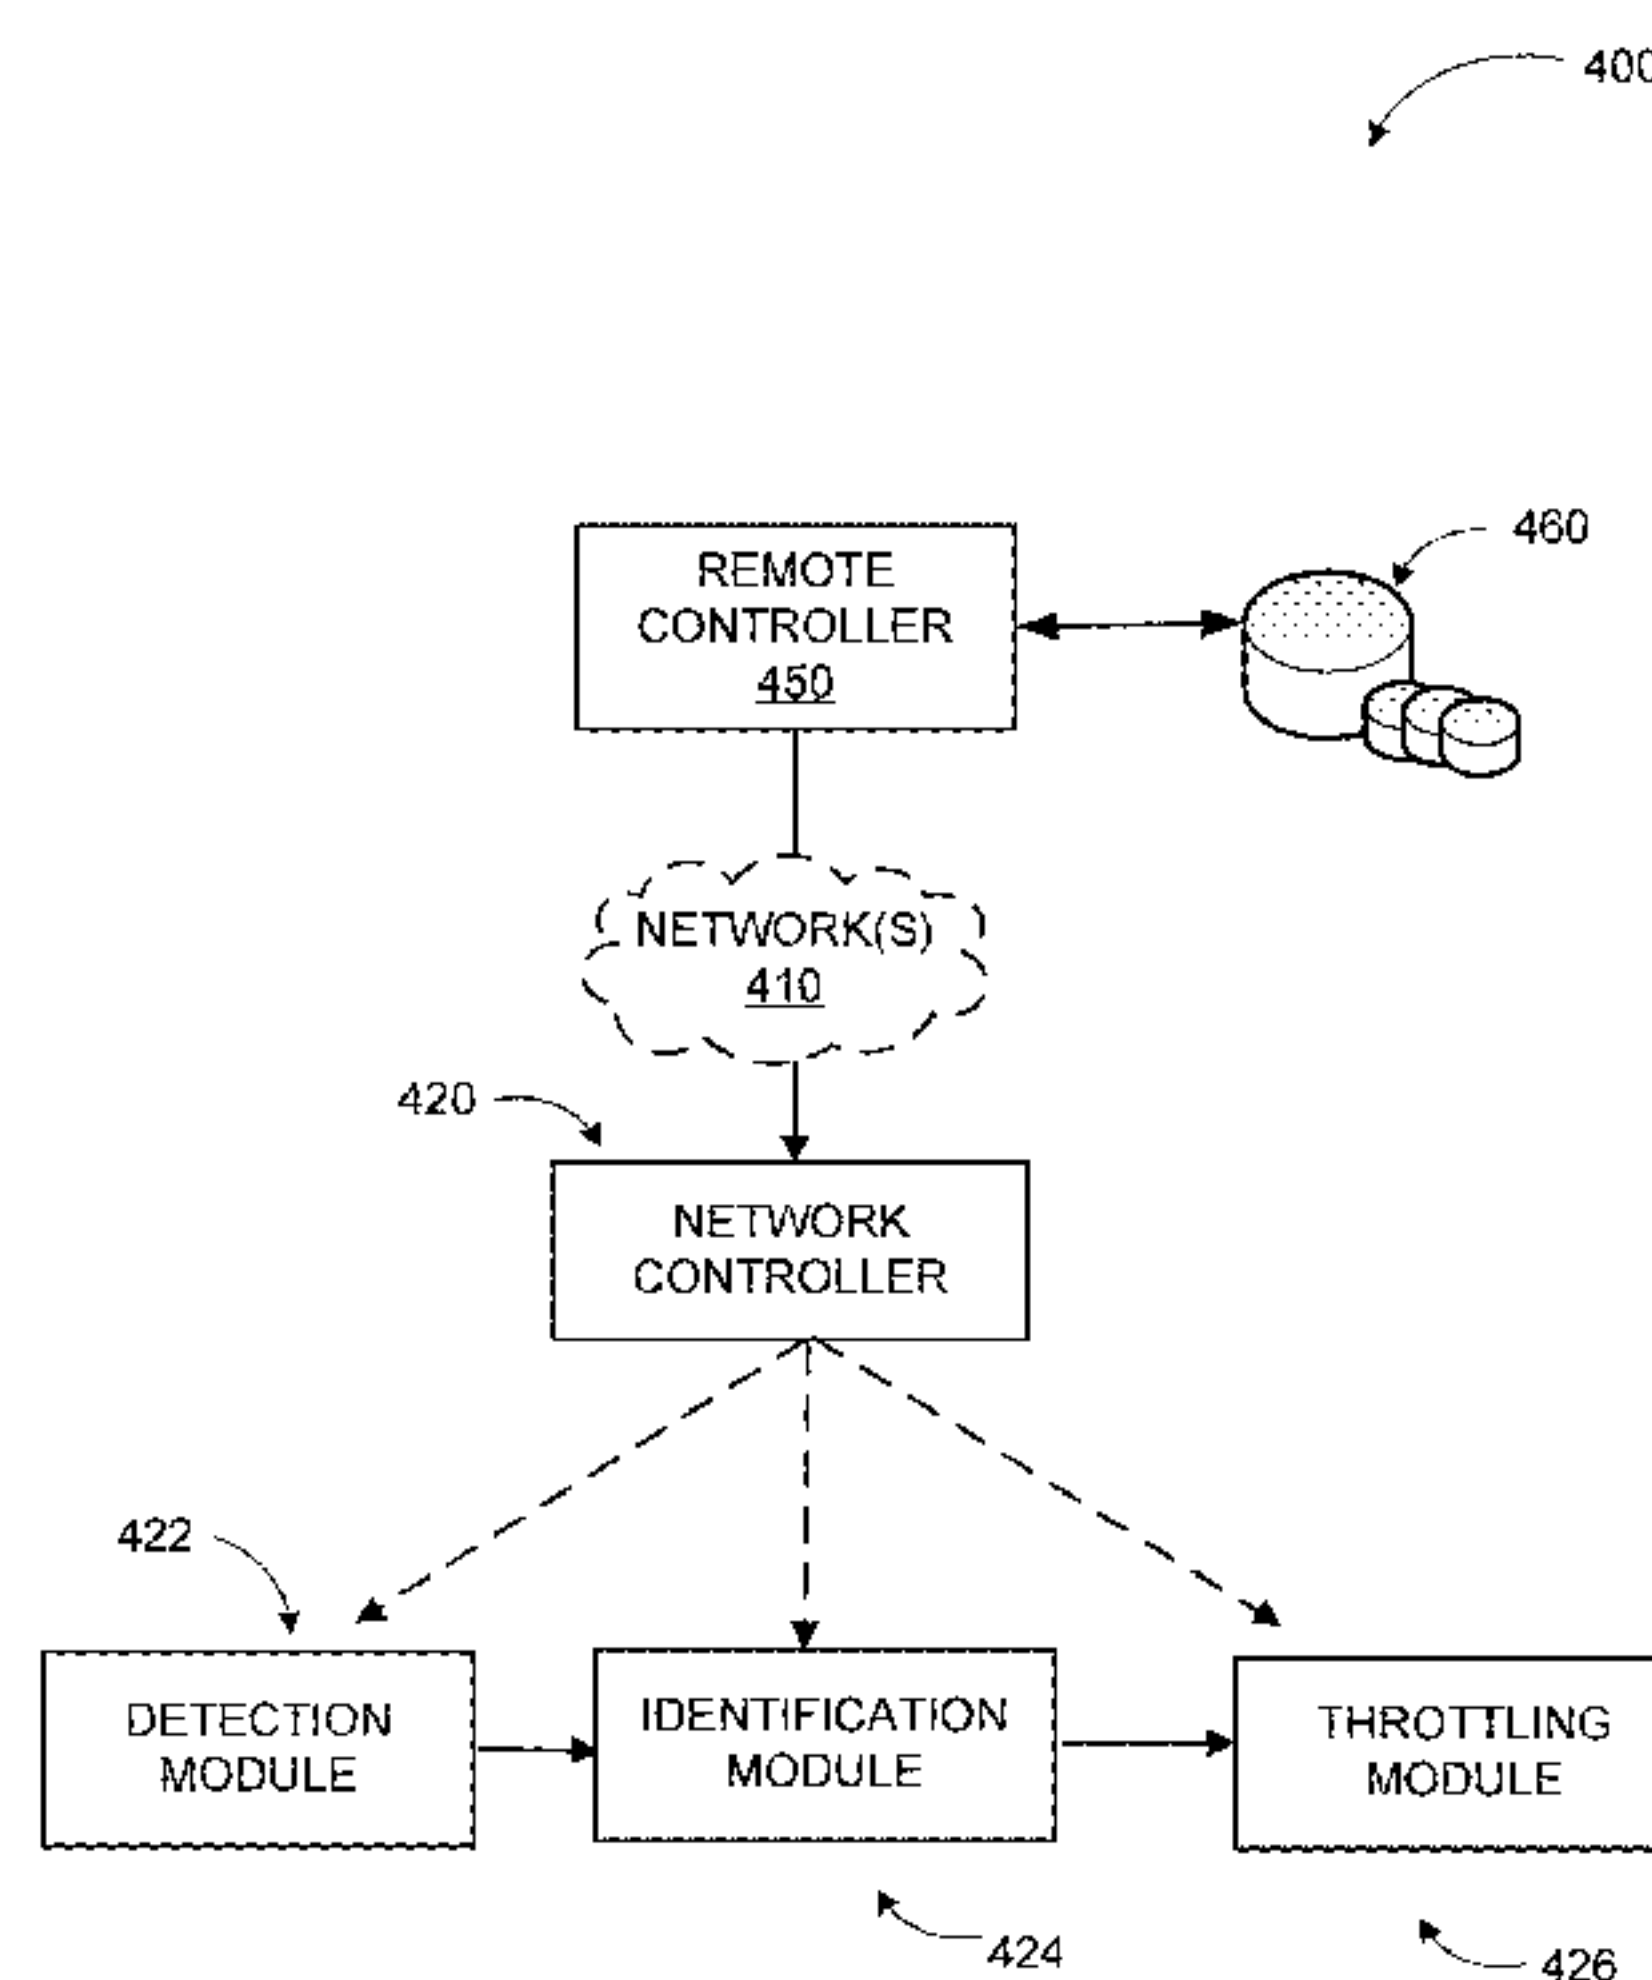 400
REMOTE
CONTROLLER
450
460
NETWORK(S)
410
420
NETWORK
CONTROLLER
422
DETECTION
MODULE
IDENTIFICATION
MODULE
THROTTLING
MODULE
424
426